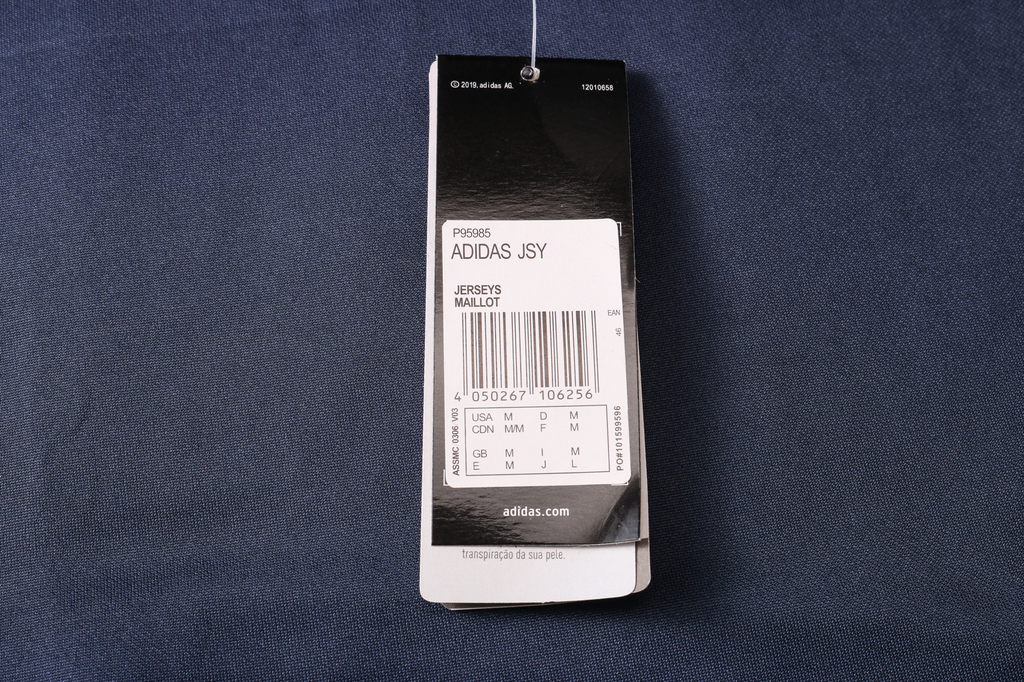 © 2019. adidas AG. 12010658
P95985
ADIDAS JSY
JERSEYS
MAILLOT
EAN
46
4 050267 106256
ASSMC 0306 V03
USA M D M
CDN M/M F M
GB M I M
E M J L
PO#101599596
adidas.com
transpiração da sua pele.